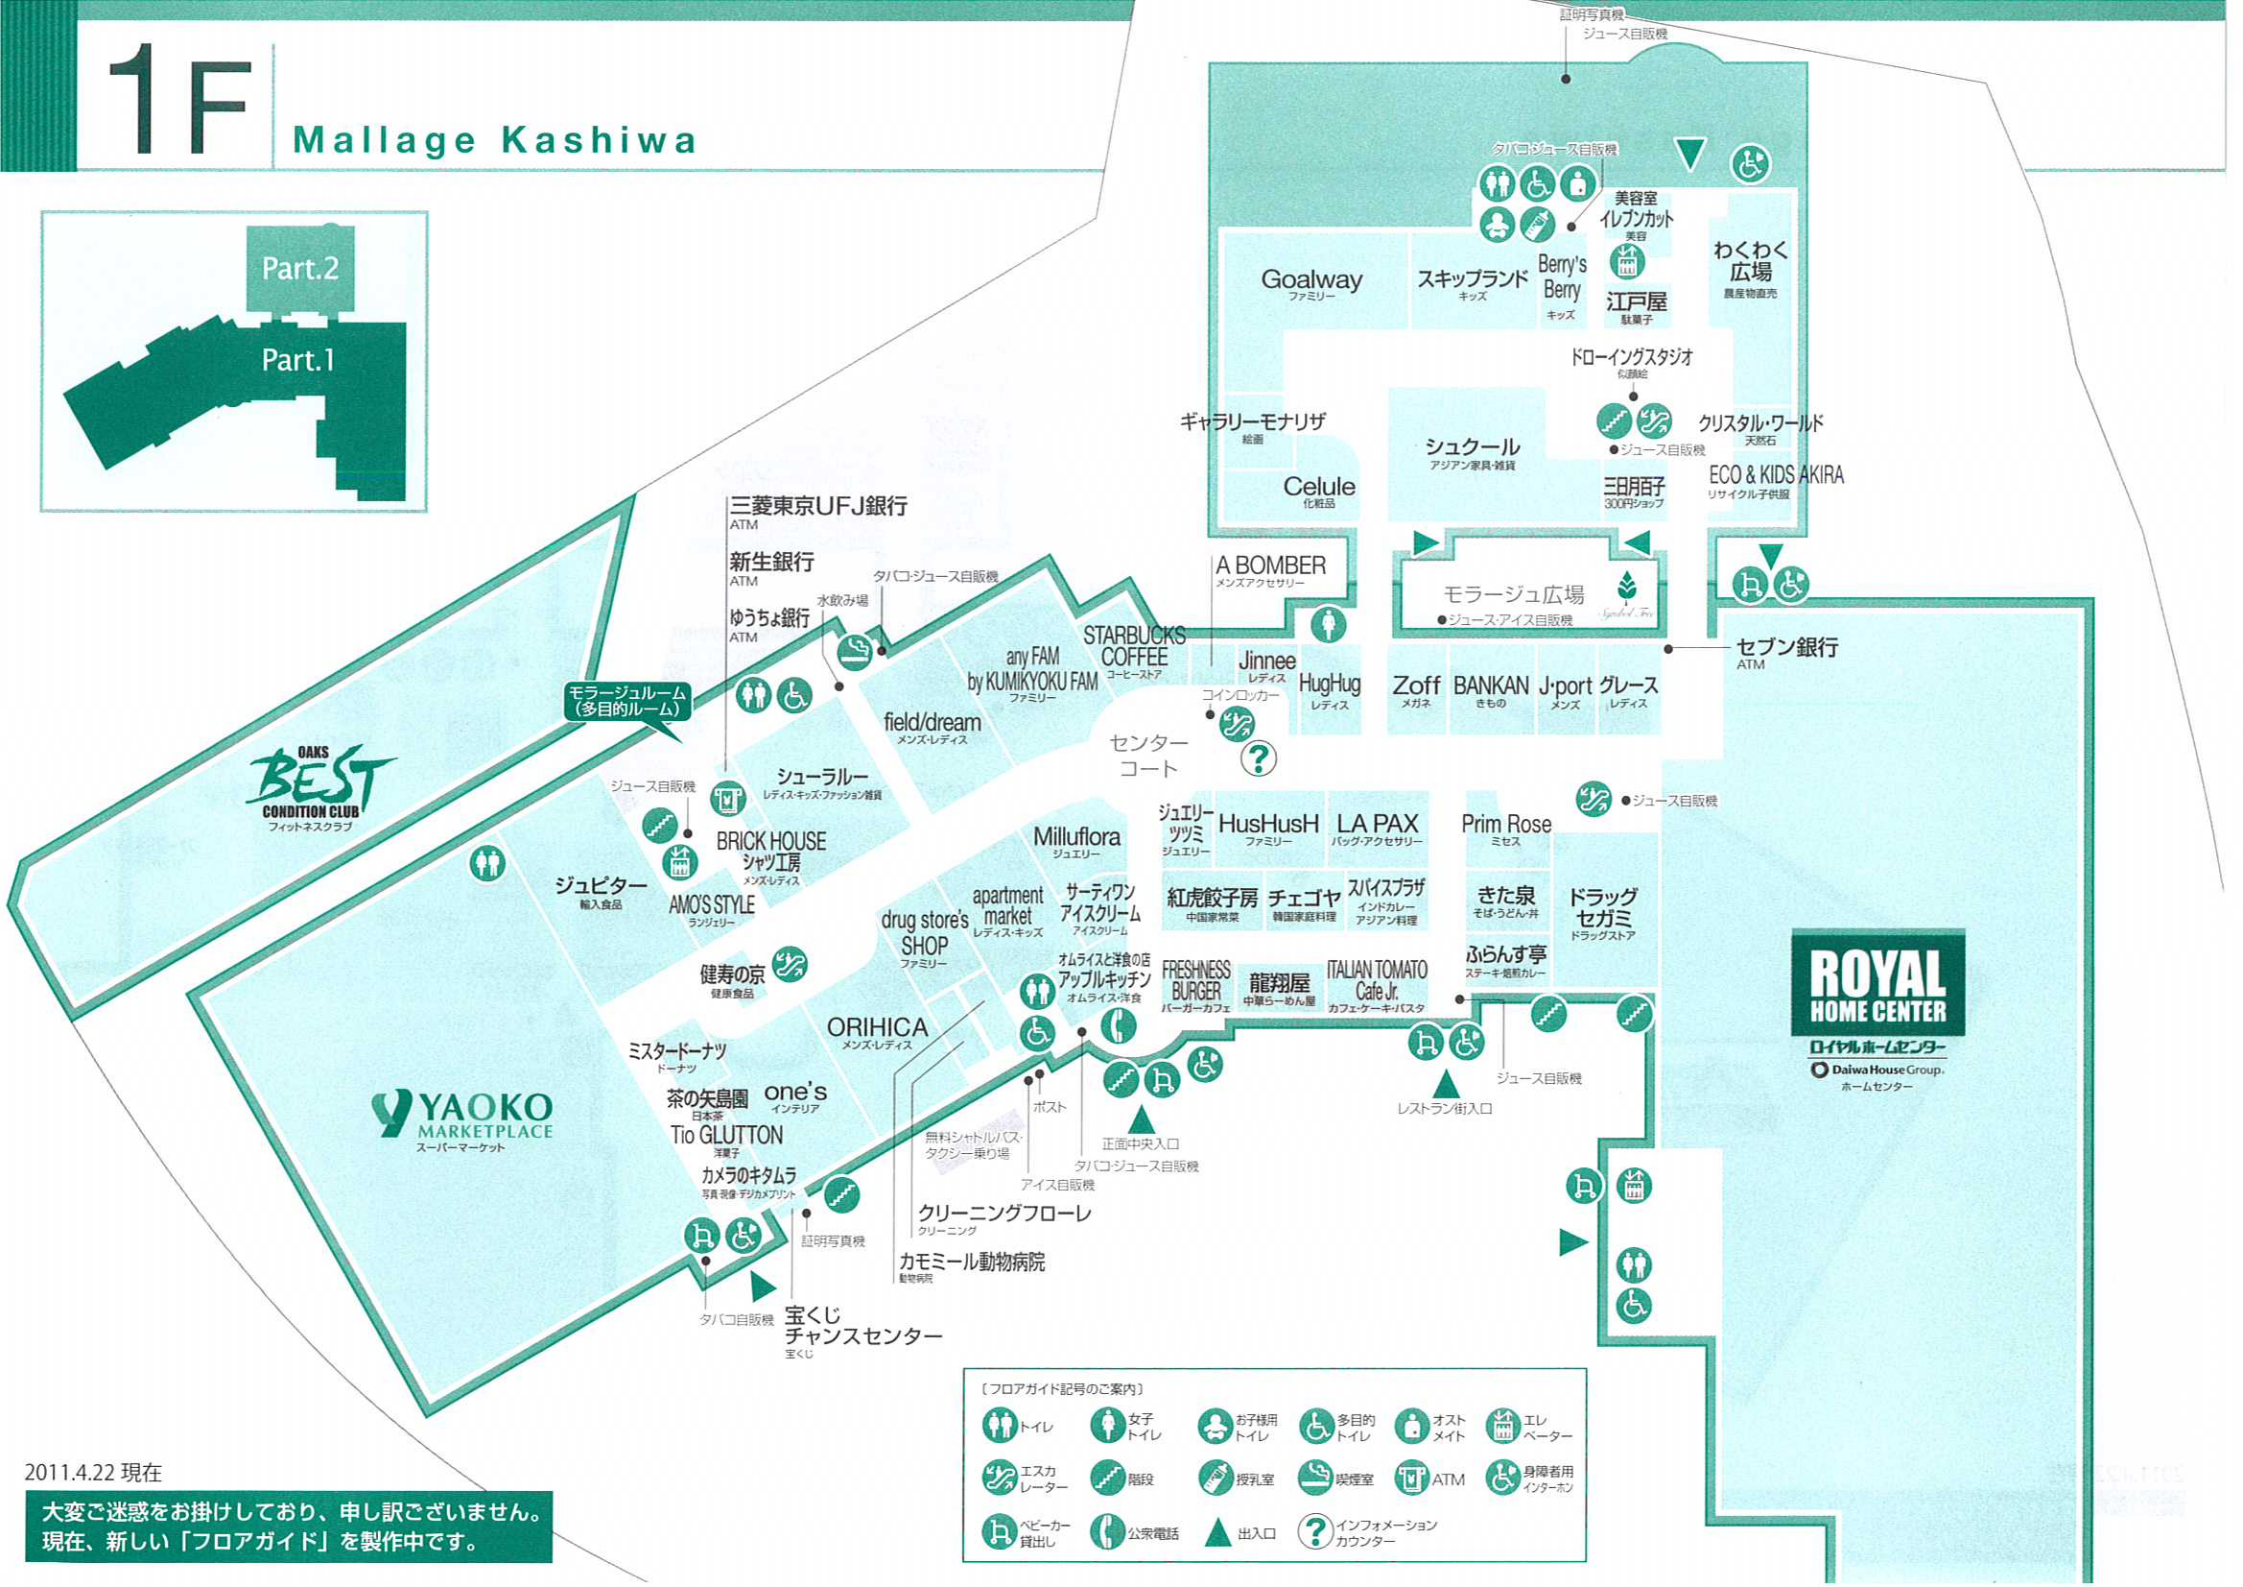 1F
Mallage Kashiwa
Part.2
Part.1
証明写真機
ジュース自販機
タバコ・ジュース自販機
美容室
イレブンカット
美容
わくわく
広場
農産物直売
Goalway
ファミリー
スキップランド
キッズ
Berry's
Berry
キッズ
江戸屋
駄菓子
ドローイングスタジオ
似顔絵
ギャラリーモナリザ
絵画
シュクール
アジアン家具・雑貨
ジュース自販機
クリスタル・ワールド
天然石
Celule
化粧品
三日月百子
300円ショップ
ECO & KIDS AKIRA
リサイクル子供服
三菱東京UFJ銀行
ATM
新生銀行
ATM
ゆうちょ銀行
ATM
水飲み場
タバコ・ジュース自販機
A BOMBER
メンズアクセサリー
モラージュ広場
Symbol Tree
ジュース・アイス自販機
セブン銀行
ATM
モラージュルーム
(多目的ルーム)
STARBUCKS
COFFEE
コーヒーストア
any FAM
by KUMIKYOKU FAM
ファミリー
field/dream
メンズ・レディス
Jinnee
レディス
コインロッカー
HugHug
レディス
Zoff
メガネ
BANKAN
きもの
J・port
メンズ
グレース
レディス
センター
コート
OAKS
BEST
CONDITION CLUB
フィットネスクラブ
ジュース自販機
シューラルー
レディス・キッズ・ファッション雑貨
BRICK HOUSE
シャツ工房
メンズ・レディス
ジュピター
輸入食品
AMO'S STYLE
ランジェリー
健寿の京
健康食品
Milluflora
ジュエリー
apartment
market
レディス・キッズ
drug store's
SHOP
ファミリー
サーティワン
アイスクリーム
アイスクリーム
オムライスと洋食の店
アップルキッチン
オムライス・洋食
ジュエリー
ツツミ
ジュエリー
HusHusH
ファミリー
LA PAX
バッグ・アクセサリー
Prim Rose
ミセス
ジュース自販機
紅虎餃子房
中国家常菜
チェゴヤ
韓国家庭料理
スパイスプラザ
インドカレー
アジアン料理
きた泉
そば・うどん・丼
ドラッグ
セガミ
ドラッグストア
ふらんす亭
ステーキ・焙煎カレー
FRESHNESS
BURGER
バーガーカフェ
龍翔屋
中華らーめん屋
ITALIAN TOMATO
Cafe Jr.
カフェ・ケーキ・パスタ
ROYAL
HOME CENTER
ロイヤルホームセンター
Daiwa House Group.
ホームセンター
ORIHICA
メンズ・レディス
ミスタードーナツ
ドーナツ
茶の矢島園
日本茶
one's
インテリア
Tio GLUTTON
洋菓子
カメラのキタムラ
写真・現像・デジカメプリント
YAOKO
MARKETPLACE
スーパーマーケット
ポスト
無料シャトルバス・
タクシー乗り場
アイス自販機
正面中央入口
タバコ・ジュース自販機
レストラン街入口
ジュース自販機
クリーニングフローレ
クリーニング
カモミール動物病院
動物病院
証明写真機
タバコ自販機
宝くじ
チャンスセンター
宝くじ
〔フロアガイド記号のご案内〕
トイレ
女子
トイレ
お子様用
トイレ
多目的
トイレ
オスト
メイト
エレ
ベーター
エスカ
レーター
階段
授乳室
喫煙室
ATM
身障者用
インターホン
ベビーカー
貸出し
公衆電話
出入口
インフォメーション
カウンター
2011.4.22 現在
大変ご迷惑をお掛けしており、申し訳ございません。
現在、新しい「フロアガイド」を製作中です。